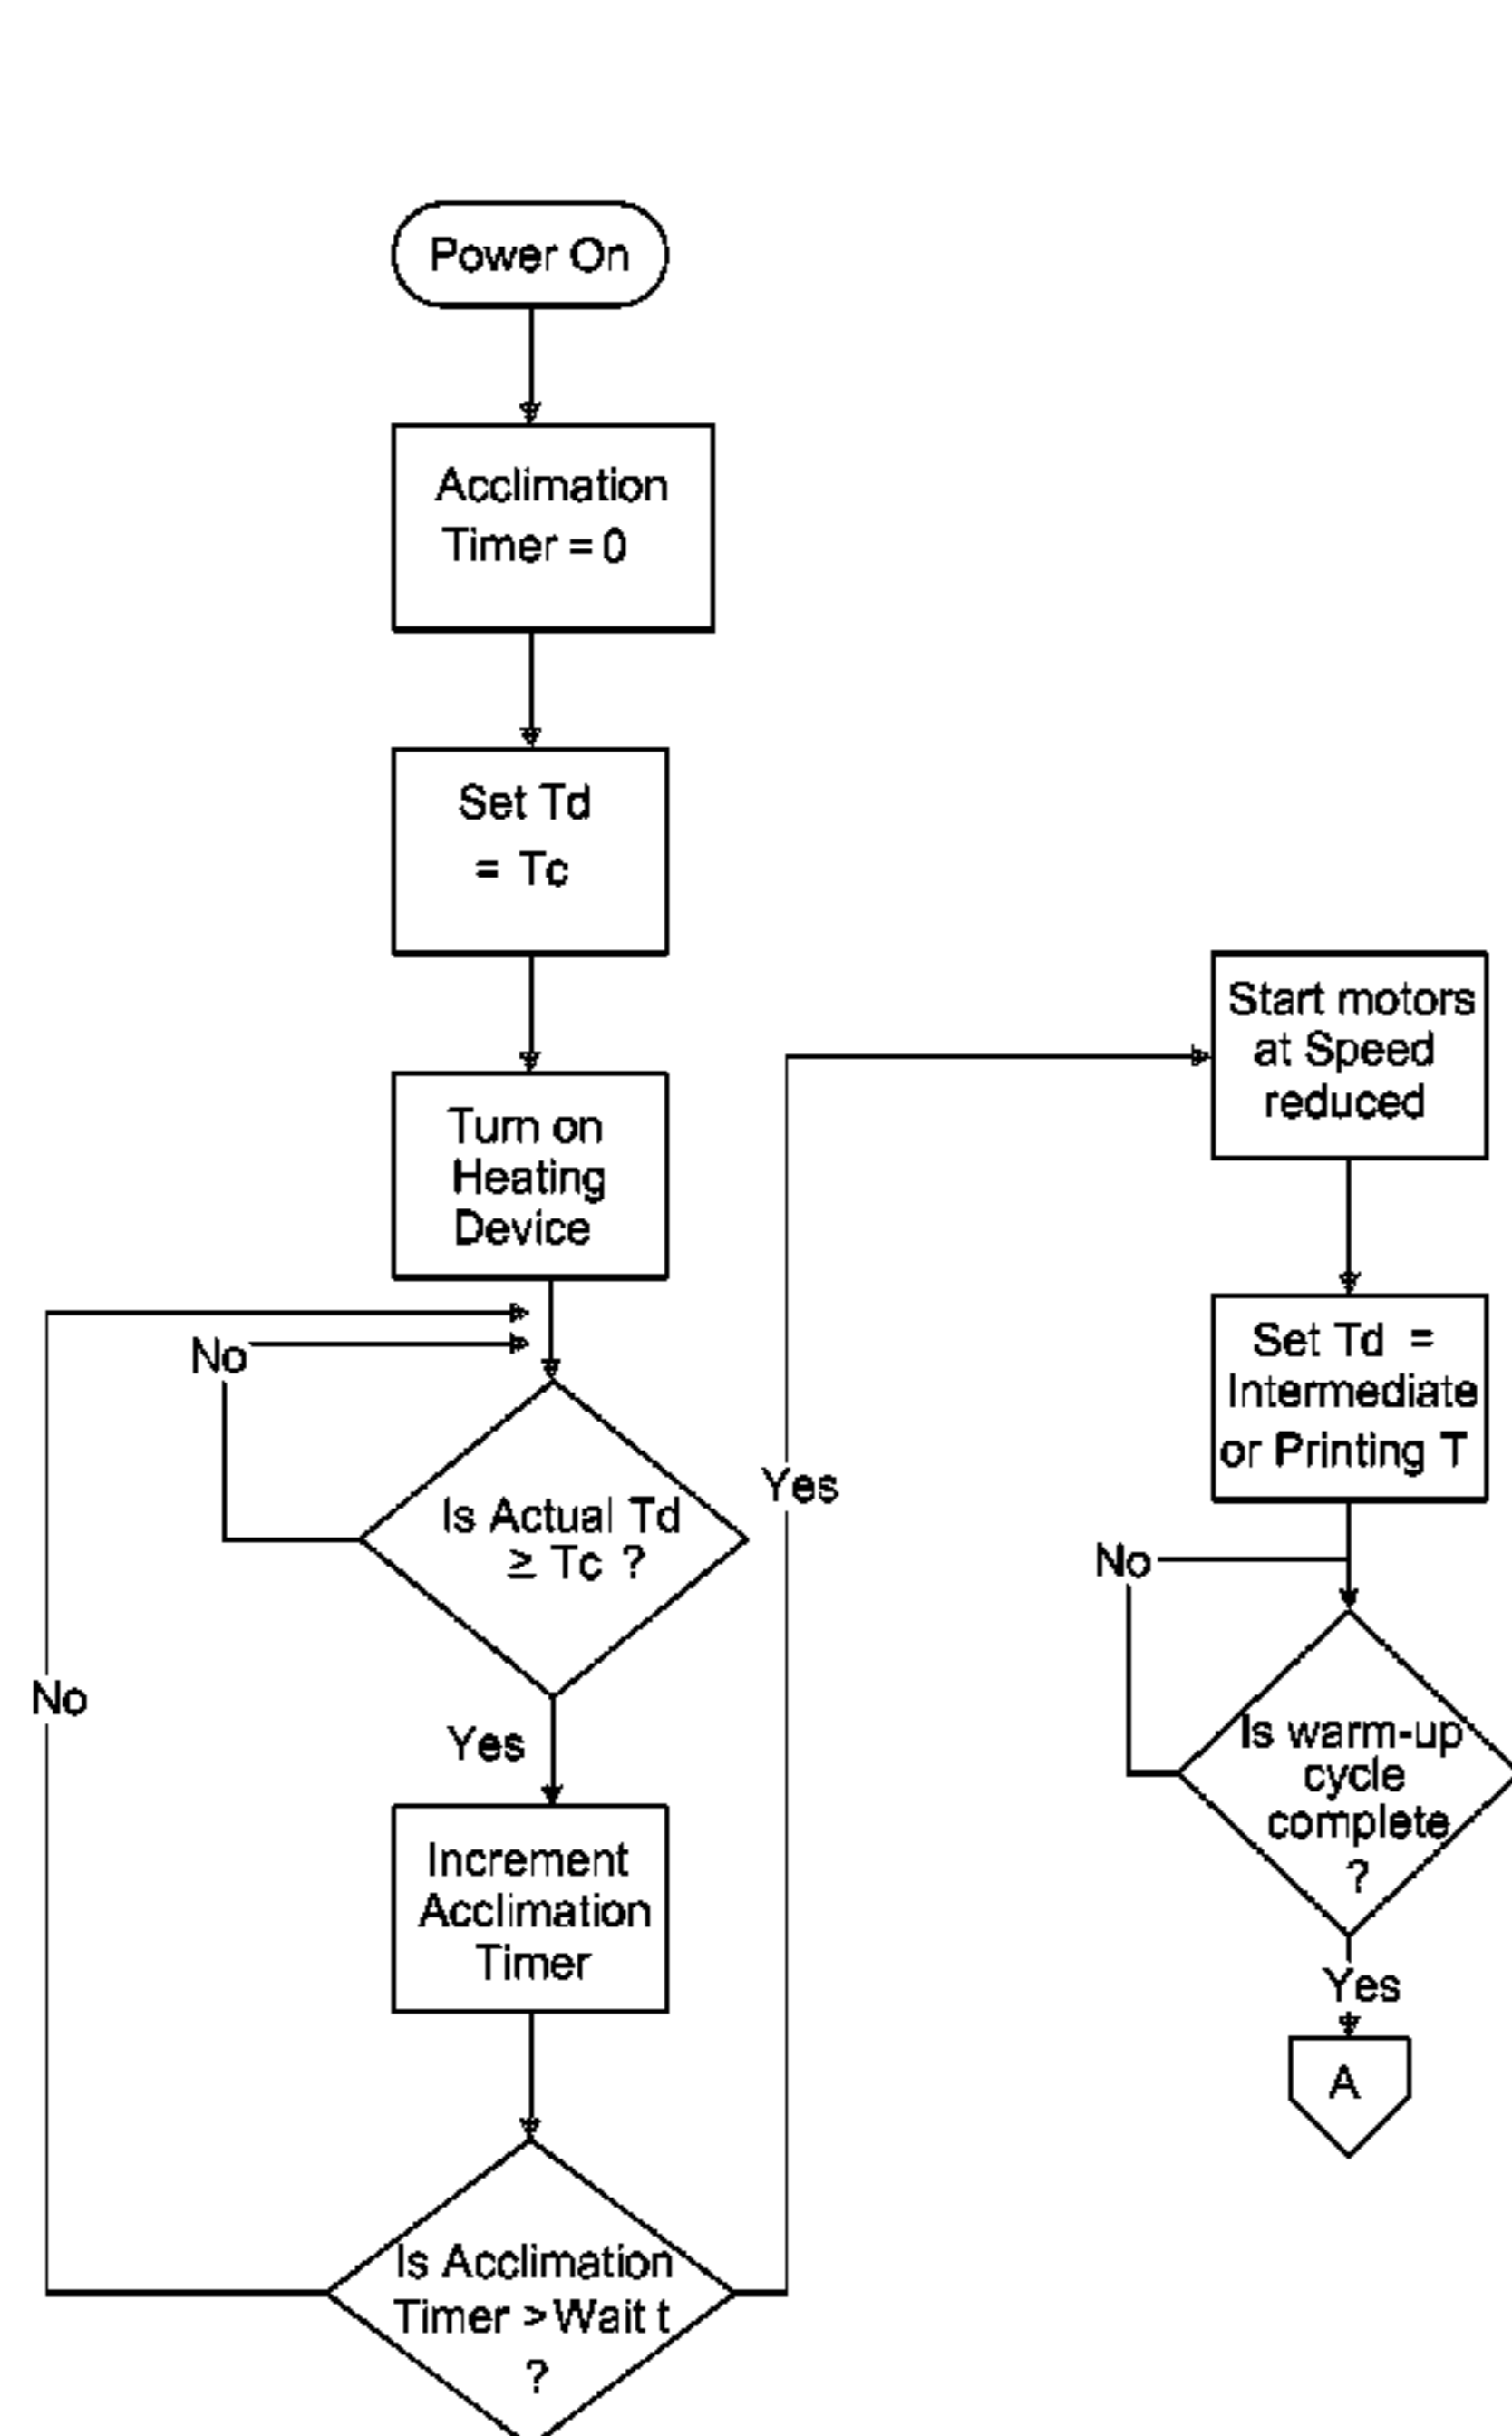 Power On
Acclimation
Timer = 0
Set Td
= Tc
Turn on
Heating
Device
No
Is Actual Td
≥ Tc ?
No
Yes
Increment
Acclimation
Timer
Is Acclimation
Timer > Wait t
?
Yes
Start motors
at Speed
reduced
Set Td =
Intermediate
or Printing T
No
Is warm-up
cycle
complete
?
Yes
A